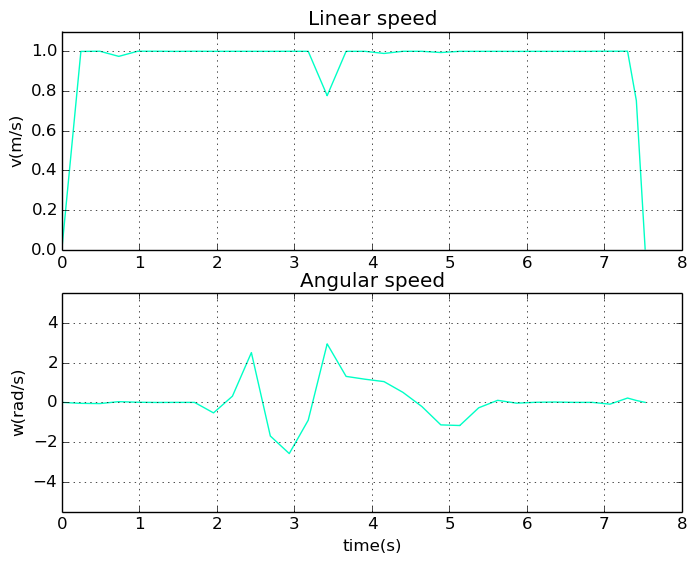 Linear speed
1.0
0.8
0.6
0.4
0.2
0.0
v(m/s)
0 1 2 3 4 5 6 7 8
Angular speed
4
2
0
−2
−4
w(rad/s)
0 1 2 3 4 5 6 7 8
time(s)